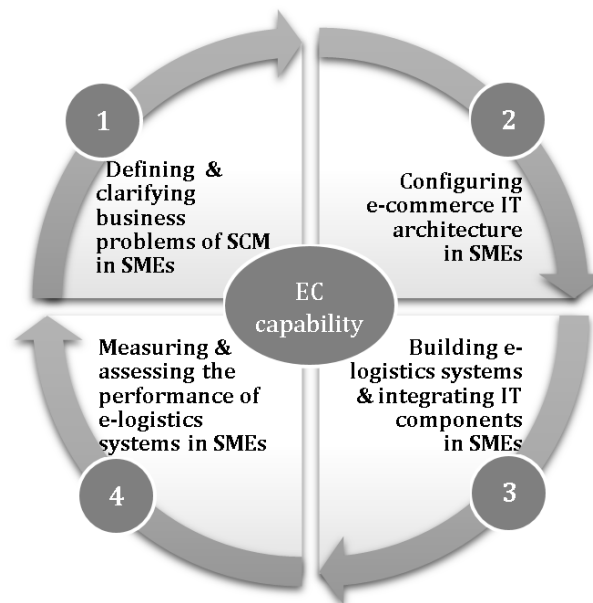 1
Defining & 
clarifying
business
problems of SCM
in SMEs
2
Configuring
e-commerce IT
architecture
in SMEs
EC
capability
Building e-
logistics systems
& integrating IT
components
in SMEs
3
Measuring &
assessing the
performance of
e-logistics
systems in SMEs
4